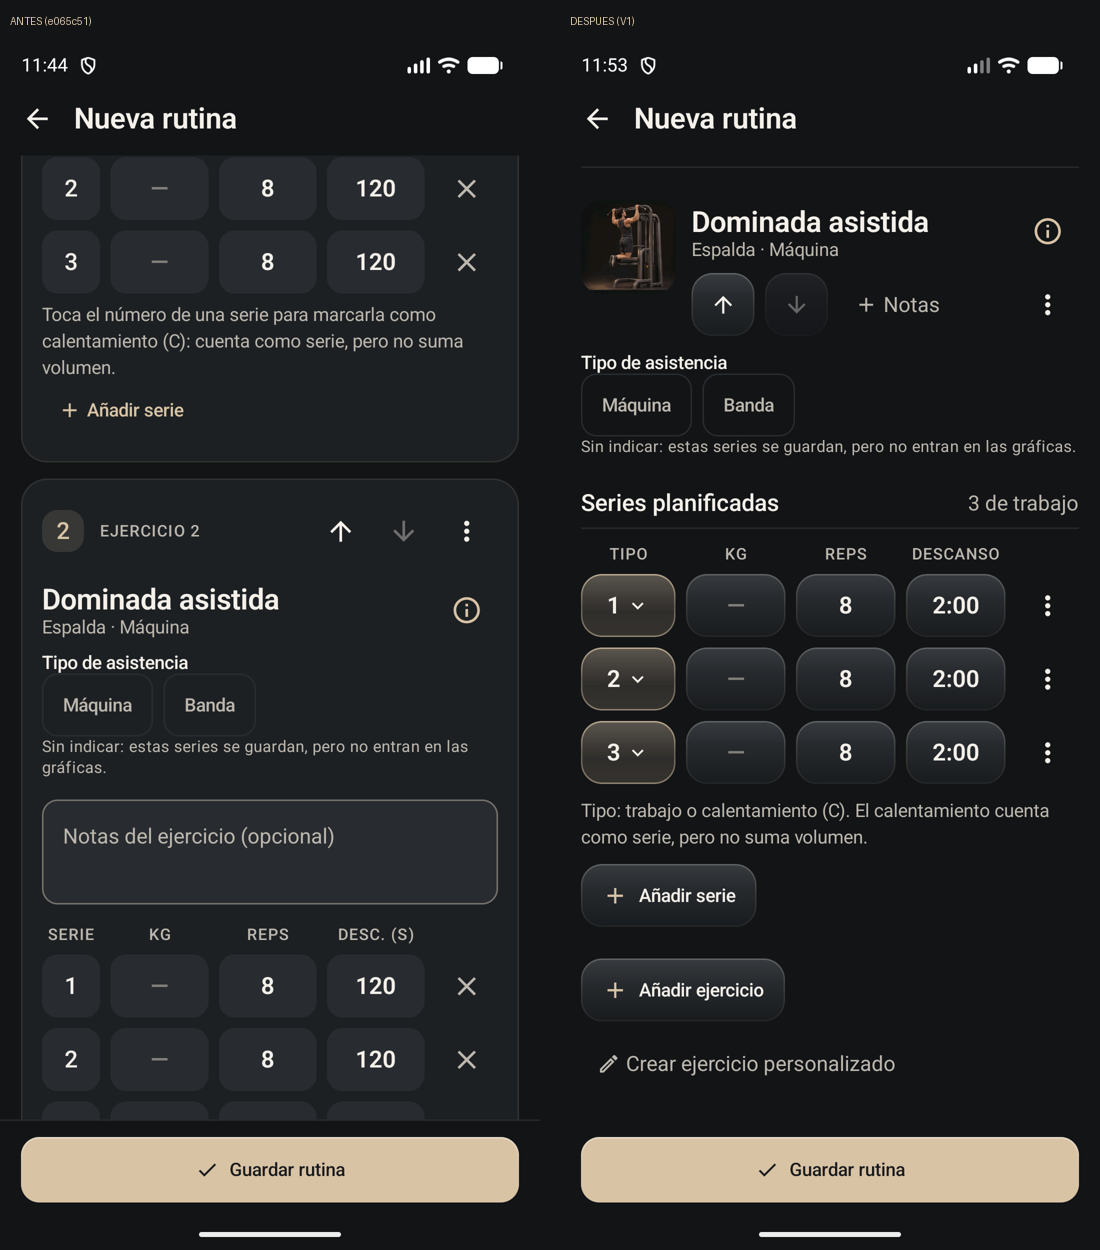 ANTES (e065c51)
11:44
Nueva rutina
2 — 8 120
3 — 8 120
Toca el número de una serie para marcarla como
calentamiento (C): cuenta como serie, pero no suma
volumen.
+ Añadir serie
2 EJERCICIO 2
Dominada asistida
Espalda · Máquina
Tipo de asistencia
Máquina Banda
Sin indicar: estas series se guardan, pero no entran en las
gráficas.
Notas del ejercicio (opcional)
SERIE KG REPS DESC. (S)
1 — 8 120
2 — 8 120
Guardar rutina
DESPUES (V1)
11:53
Nueva rutina
Dominada asistida
Espalda · Máquina
+ Notas
Tipo de asistencia
Máquina Banda
Sin indicar: estas series se guardan, pero no entran en las gráficas.
Series planificadas 3 de trabajo
TIPO KG REPS DESCANSO
1 — 8 2:00
2 — 8 2:00
3 — 8 2:00
Tipo: trabajo o calentamiento (C). El calentamiento cuenta
como serie, pero no suma volumen.
+ Añadir serie
+ Añadir ejercicio
Crear ejercicio personalizado
Guardar rutina